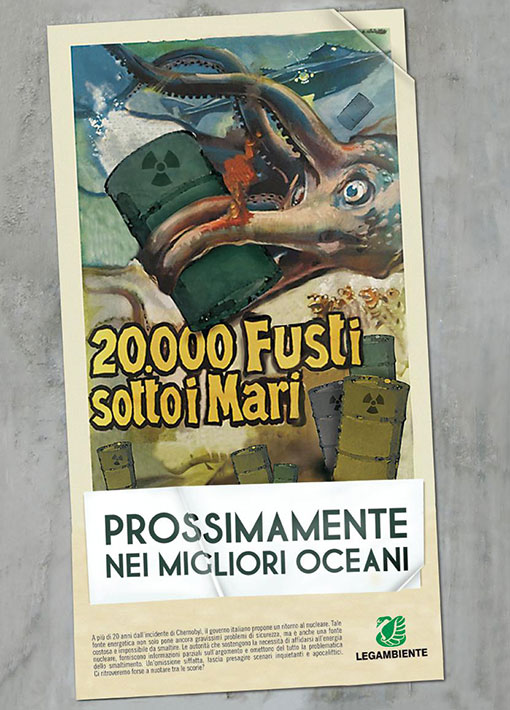 20.000 Fusti
sotto i Mari
PROSSIMAMENTE
NEI MIGLIORI OCEANI
A più di 20 anni dall'incidente di Chernobyl, il governo italiano propone un ritorno al nucleare. Tale
fonte energetica non solo pone ancora gravissimi problemi di sicurezza, ma è anche una fonte
costosa e impossibile da smaltire. Le autorità che sostengono la necessità di affidarsi all'energia
nucleare, forniscono informazioni parziali sull'argomento e omettono del tutto la problematica
dello smaltimento. Un'omissione siffatta, lascia presagire scenari inquietanti e apocalittici.
Ci ritroveremo forse a nuotare tra le scorie?
LEGAMBIENTE